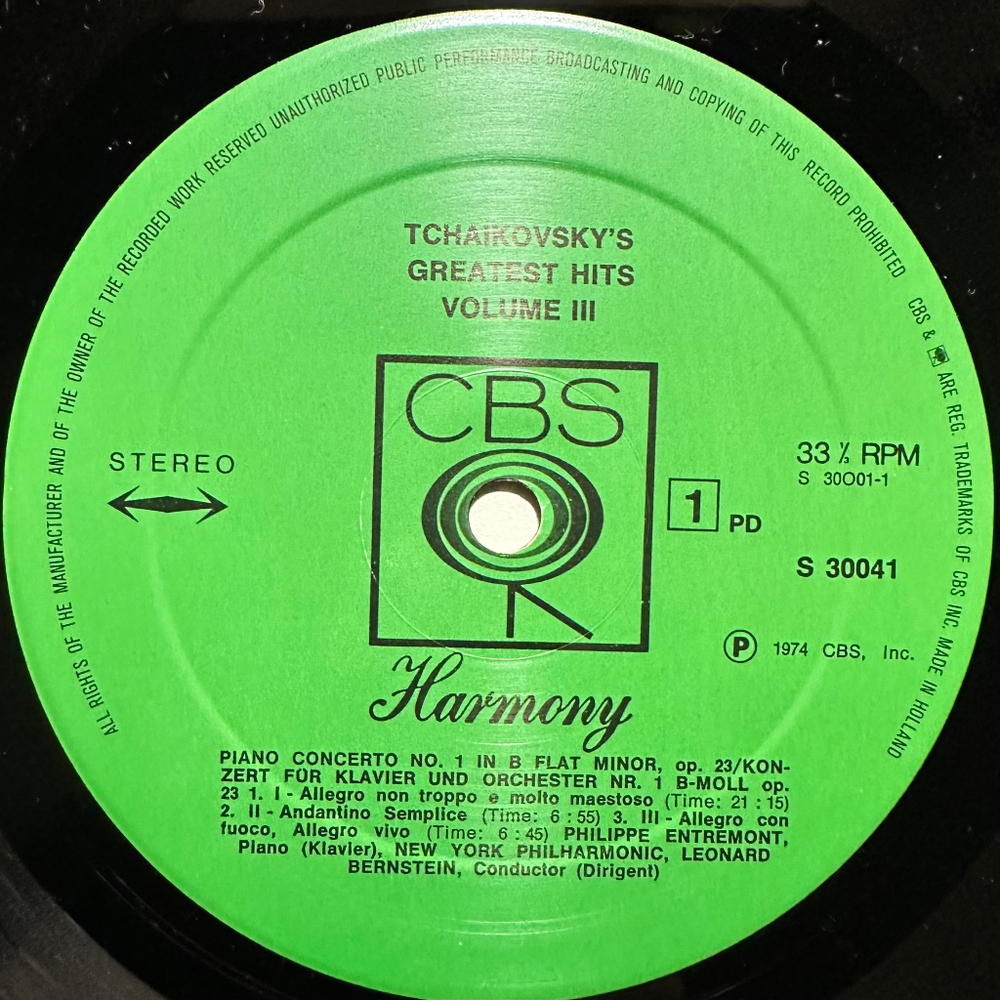 ALL RIGHTS OF THE MANUFACTURER AND OF THE OWNER OF THE RECORDED WORK RESERVED UNAUTHORIZED PUBLIC PERFORMANCE BROADCASTING AND COPYING OF THIS RECORD PROHIBITED CBS & ARE REG. TRADEMARKS OF CBS INC. MADE IN HOLLAND
TCHAIKOVSKY'S
GREATEST HITS
VOLUME III
CBS
STEREO
33 ⅓ RPM
S 30O01-1
1 PD
S 30041
Ⓟ 1974 CBS, Inc.
Harmony
PIANO CONCERTO NO. 1 IN B FLAT MINOR, op. 23/KON-
ZERT FÜR KLAVIER UND ORCHESTER NR. 1 B-MOLL op.
23 1. I - Allegro non troppo e molto maestoso (Time: 21 : 15)
2. II - Andantino Semplice (Time: 6 : 55) 3. III - Allegro con
fuoco, Allegro vivo (Time: 6 : 45) PHILIPPE ENTREMONT,
Piano (Klavier), NEW YORK PHILHARMONIC, LEONARD
BERNSTEIN, Conductor (Dirigent)